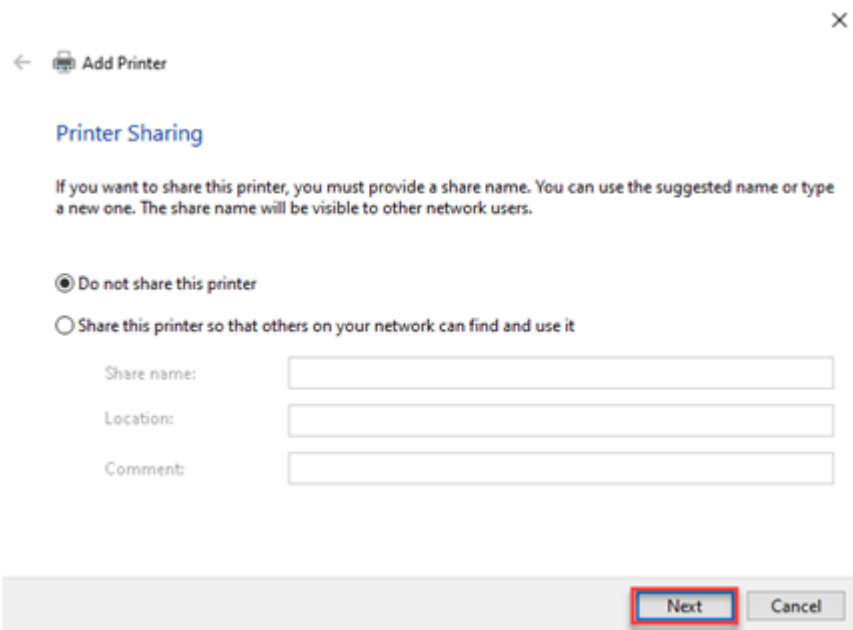 Add Printer
Printer Sharing
If you want to share this printer, you must provide a share name. You can use the suggested name or type
a new one. The share name will be visible to other network users.
Do not share this printer
Share this printer so that others on your network can find and use it
Share name:
Location:
Comment:
Next
Cancel